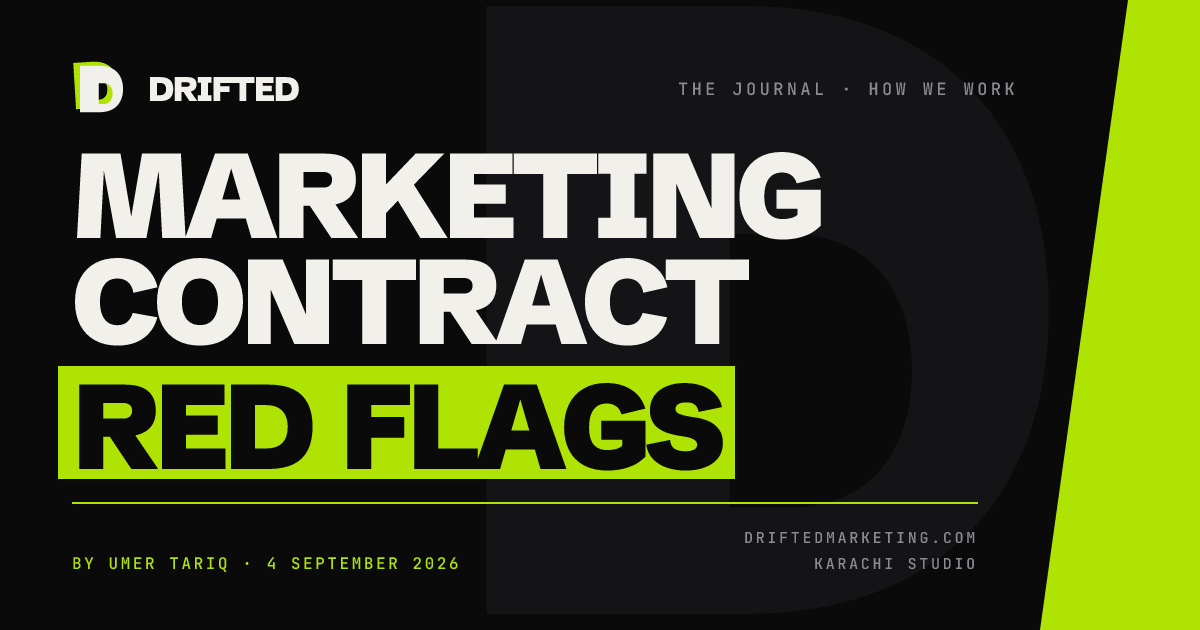 DRIFTED
THE JOURNAL · HOW WE WORK
MARKETING
CONTRACT
RED FLAGS
BY UMER TARIQ · 4 SEPTEMBER 2026
DRIFTEDMARKETING.COM
KARACHI STUDIO